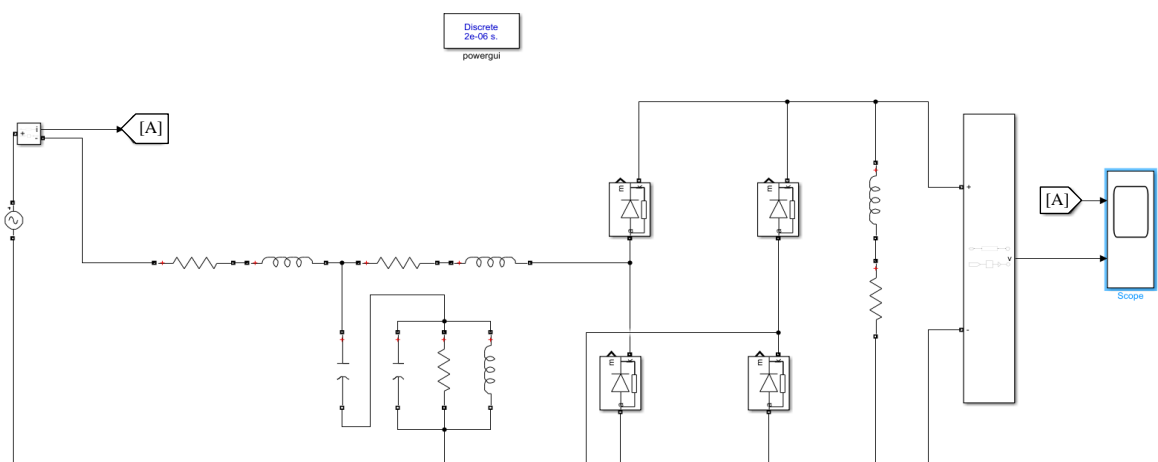 Discrete
2e-06 s.
powergui
[A]
+
i
-
m
k
m
k
[A]
+
v
Scope
-
m
k
m
k